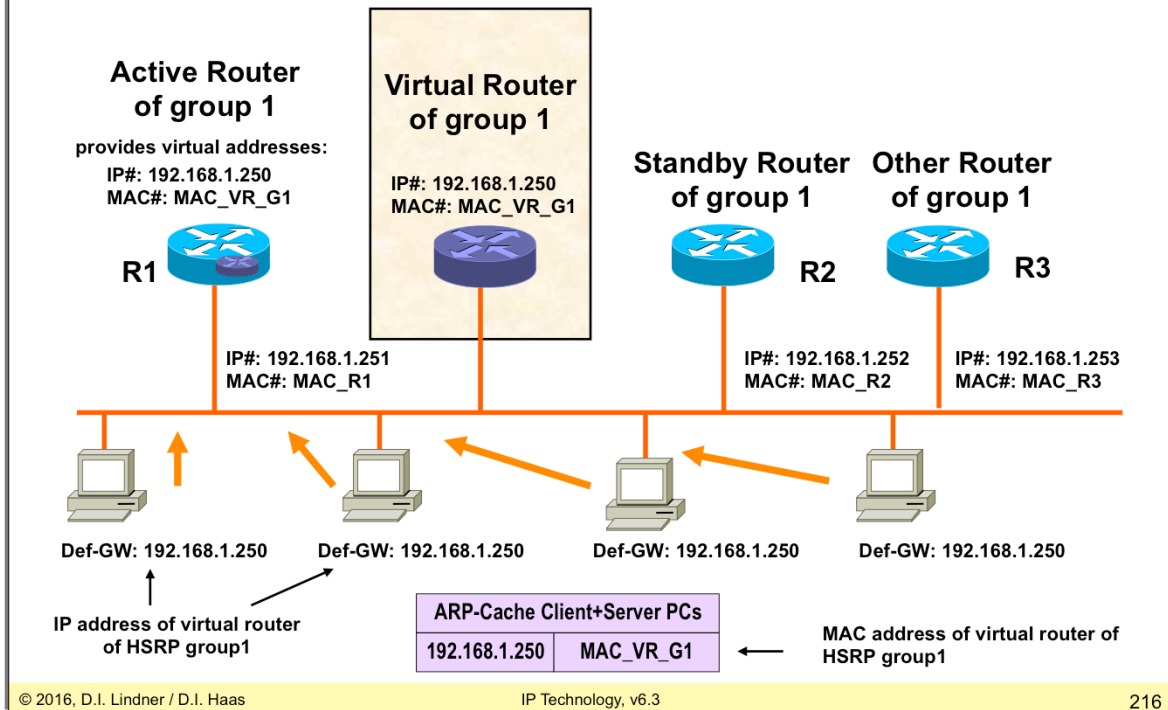 Active Router
of group 1
provides virtual addresses:
IP#: 192.168.1.250
MAC#: MAC_VR_G1
R1
Virtual Router
of group 1
IP#: 192.168.1.250
MAC#: MAC_VR_G1
Standby Router
of group 1
R2
Other Router
of group 1
R3
IP#: 192.168.1.251
MAC#: MAC_R1
IP#: 192.168.1.252
MAC#: MAC_R2
IP#: 192.168.1.253
MAC#: MAC_R3
Def-GW: 192.168.1.250
Def-GW: 192.168.1.250
Def-GW: 192.168.1.250
Def-GW: 192.168.1.250
IP address of virtual router
of HSRP group1
ARP-Cache Client+Server PCs
192.168.1.250 MAC_VR_G1
MAC address of virtual router of
HSRP group1
© 2016, D.I. Lindner / D.I. Haas
IP Technology, v6.3
216